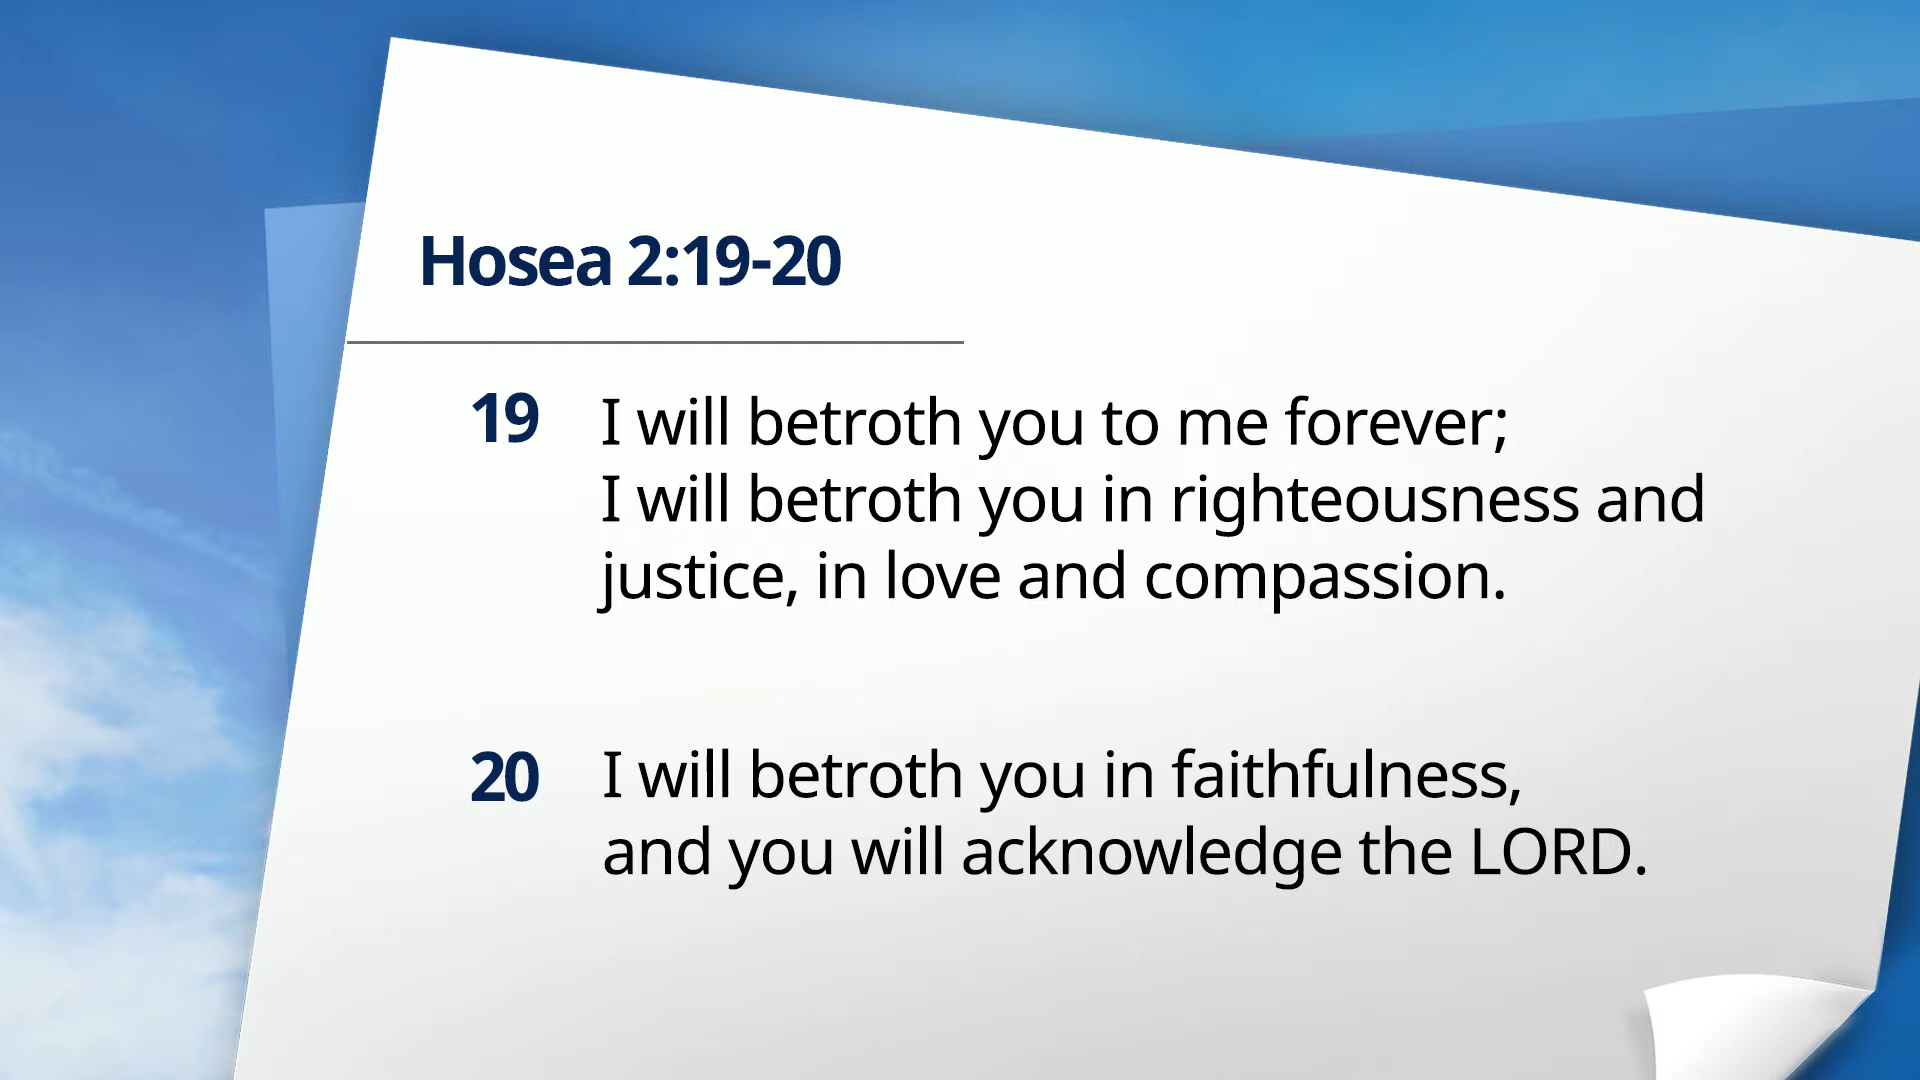 Hosea 2:19-20
19 I will betroth you to me forever;
I will betroth you in righteousness and
justice, in love and compassion.
20 I will betroth you in faithfulness,
and you will acknowledge the LORD.